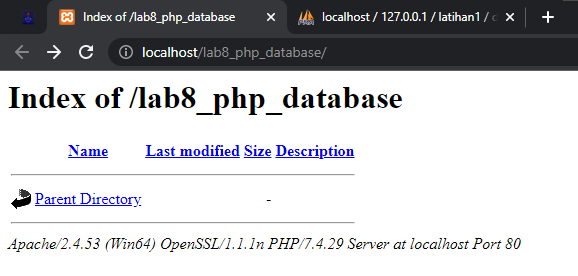 Index of /lab8_php_database
localhost / 127.0.0.1 / latihan1 /
localhost/lab8_php_database/
Index of /lab8_php_database
Name Last modified Size Description
Parent Directory -
Apache/2.4.53 (Win64) OpenSSL/1.1.1n PHP/7.4.29 Server at localhost Port 80